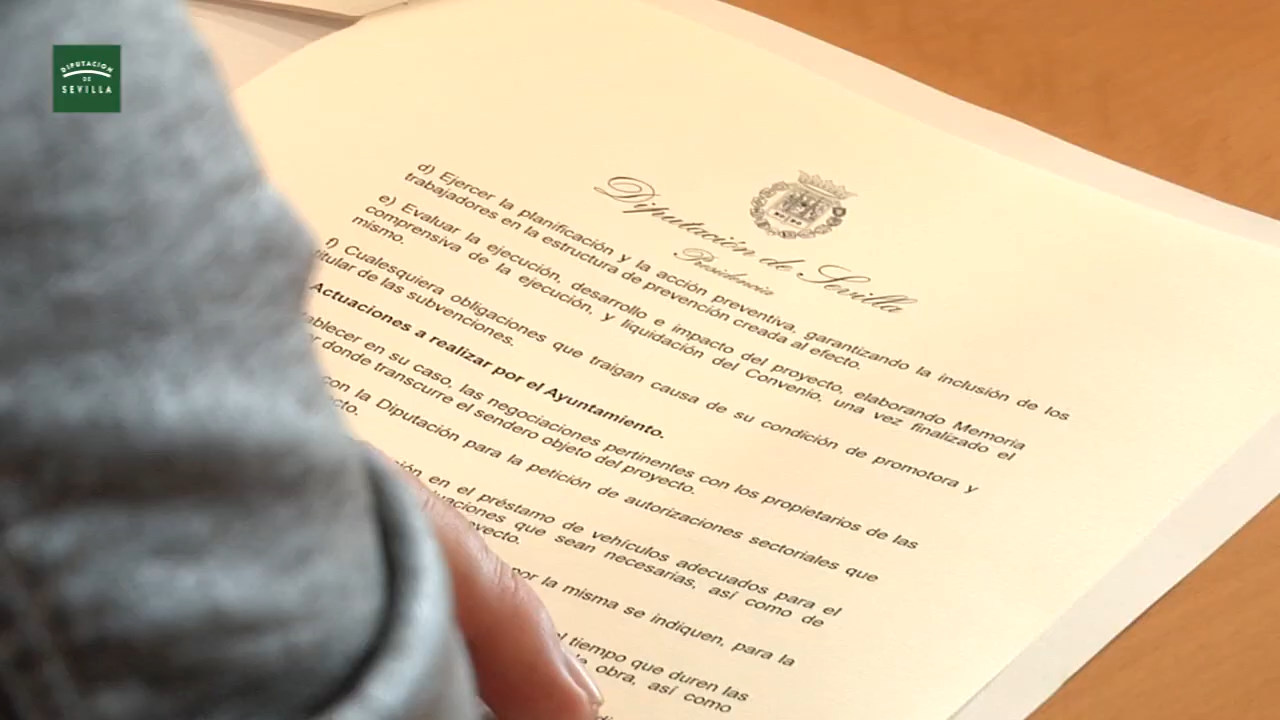 DIPUTACION
DE
SEVILLA
Diputación de Sevilla
Presidencia
d) Ejercer la planificación y la acción preventiva, garantizando la inclusión de los
trabajadores en la estructura de prevención creada al efecto.
e) Evaluar la ejecución, desarrollo e impacto del proyecto, elaborando Memoria
comprensiva de la ejecución, y liquidación del Convenio, una vez finalizado el
mismo.
f) Cualesquiera obligaciones que traigan causa de su condición de promotora y
titular de las subvenciones.
Actuaciones a realizar por el Ayuntamiento.
ablecer en su caso, las negociaciones pertinentes con los propietarios de las
r donde transcurre el sendero objeto del proyecto.
con la Diputación para la petición de autorizaciones sectoriales que
cto.
ión en el préstamo de vehículos adecuados para el
uaciones que sean necesarias, así como de
yecto.
por la misma se indiquen, para la
el tiempo que duren las
obra, así como